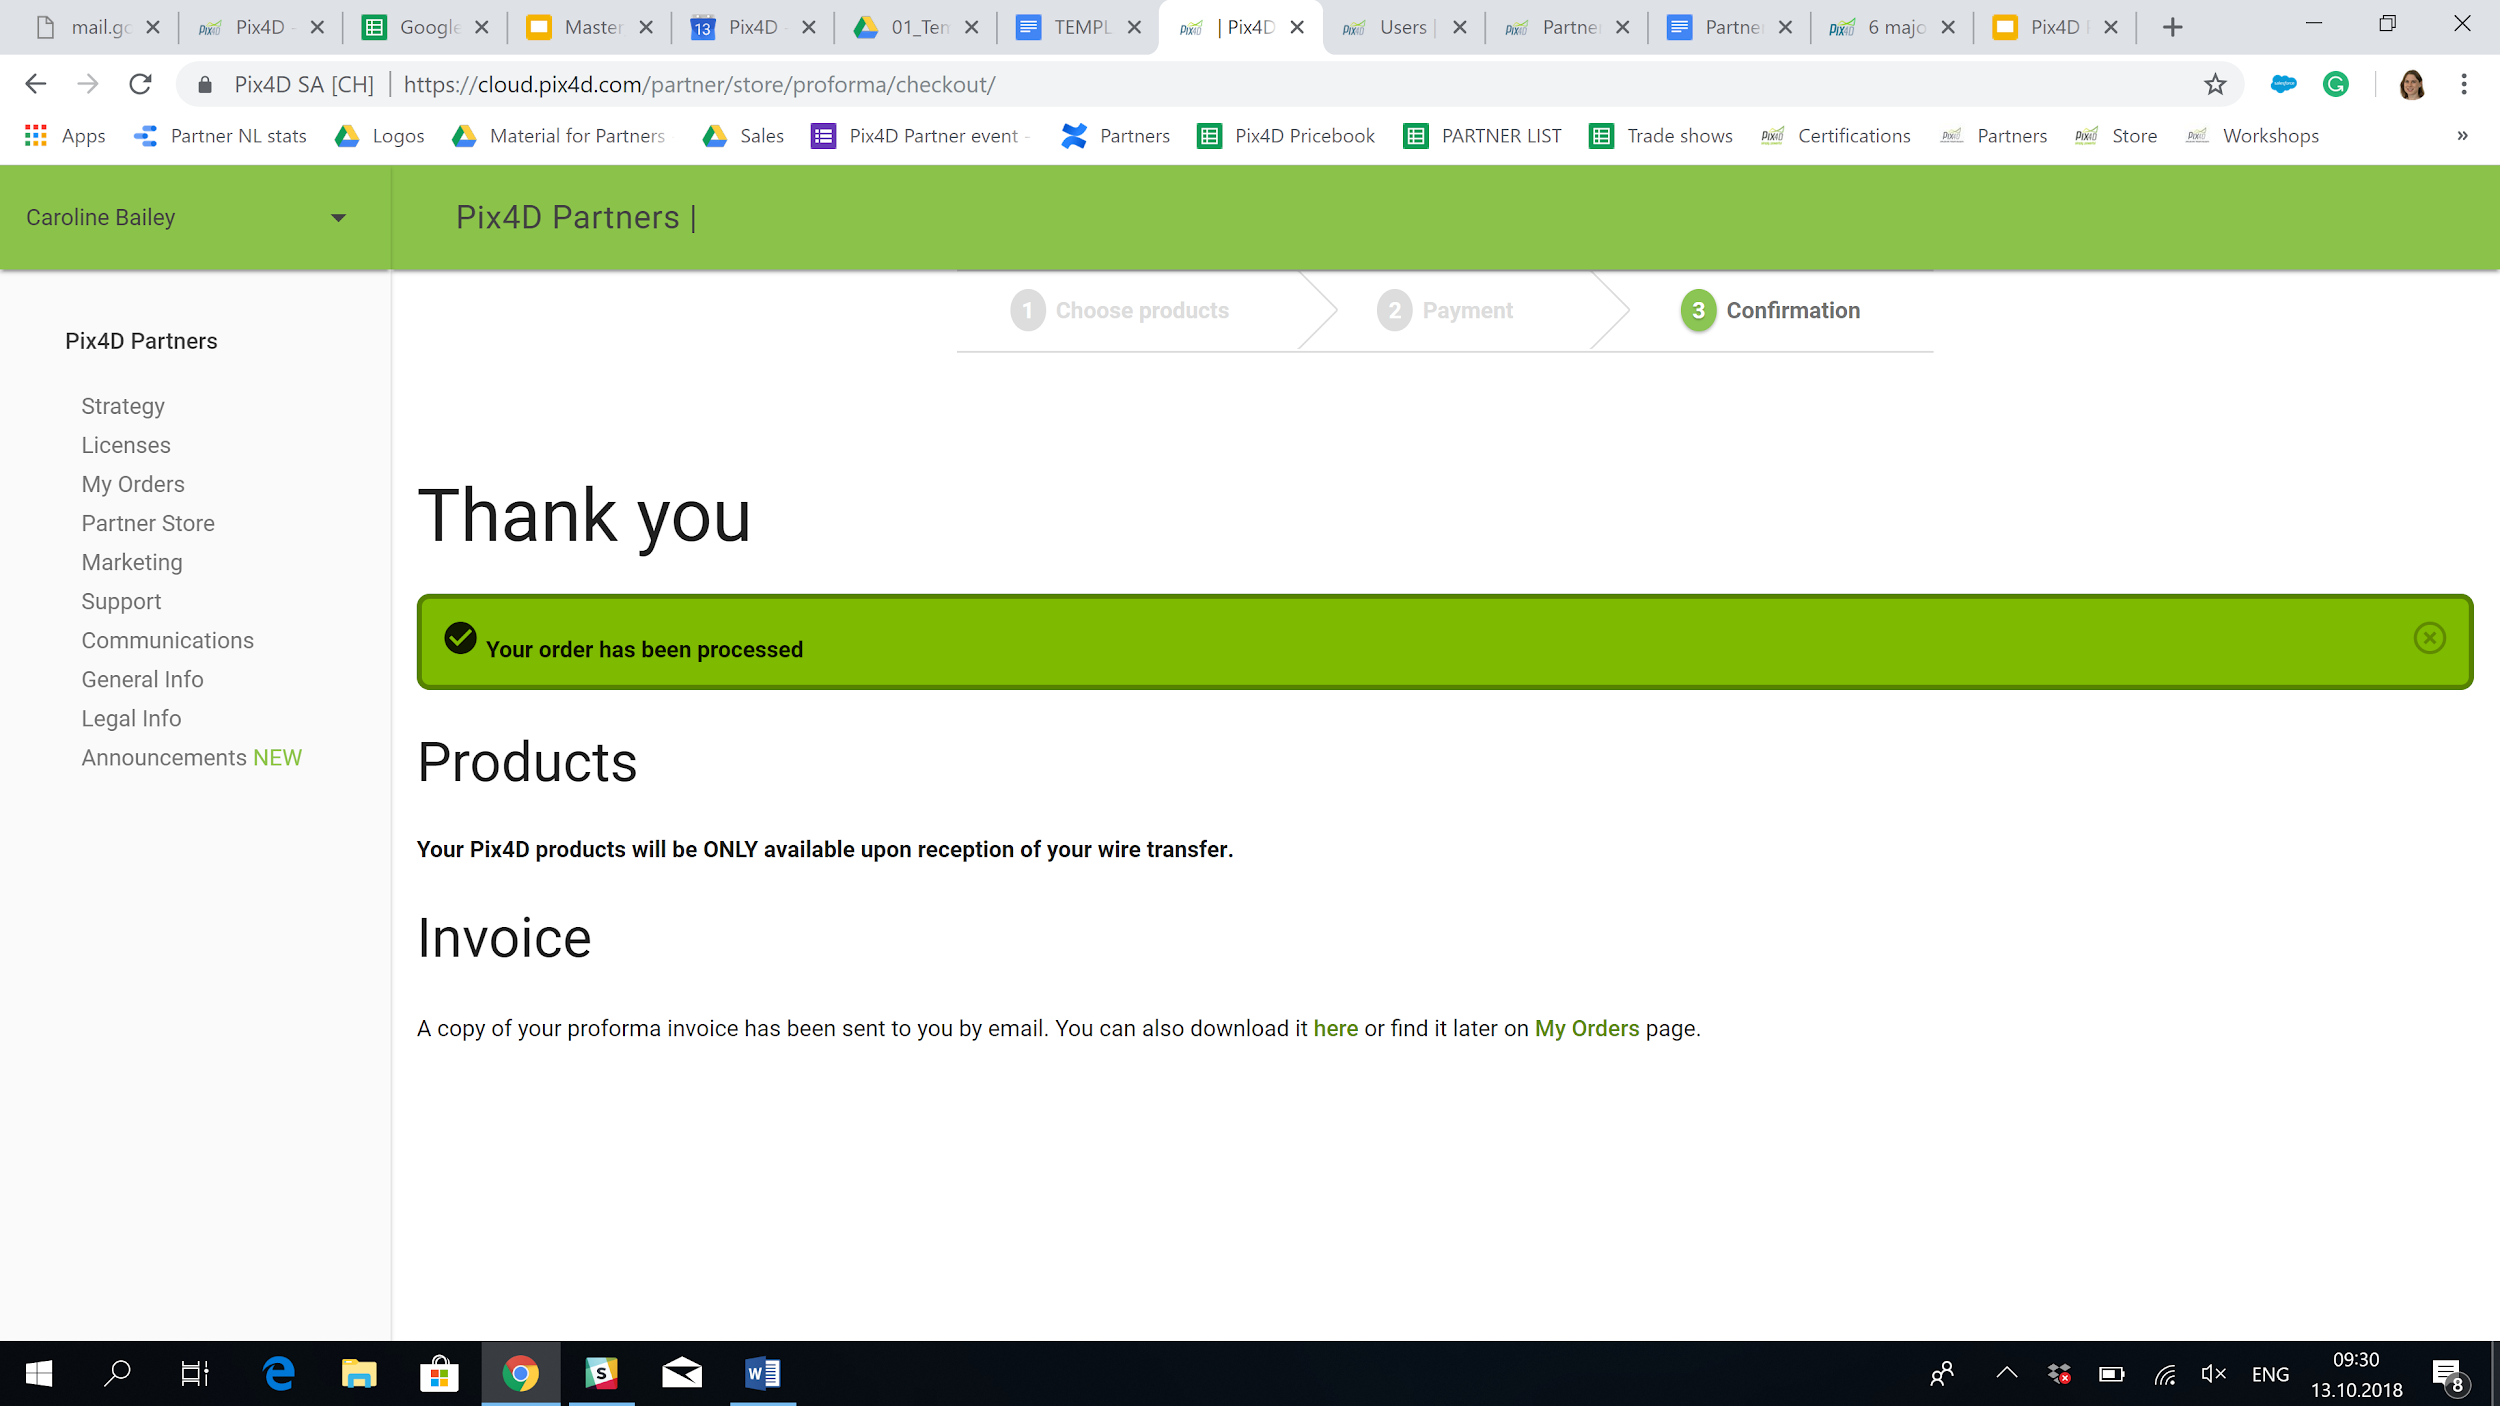 mail.gc
Pix4D -
Google
Master
13
Pix4D -
01_Ten
TEMPL
| Pix4D
Users |
Partner
Partner
6 majo
Pix4D
Pix4D SA [CH] | https://cloud.pix4d.com/partner/store/proforma/checkout/
Apps
Partner NL stats
Logos
Material for Partners
Sales
Pix4D Partner event -
Partners
Pix4D Pricebook
PARTNER LIST
Trade shows
Certifications
Partners
Store
Workshops
»
Caroline Bailey
Pix4D Partners |
1 Choose products
2 Payment
3 Confirmation
Pix4D Partners
Strategy
Licenses
My Orders
Partner Store
Marketing
Support
Communications
General Info
Legal Info
Announcements NEW
Thank you
Your order has been processed
Products
Your Pix4D products will be ONLY available upon reception of your wire transfer.
Invoice
A copy of your proforma invoice has been sent to you by email. You can also download it here or find it later on My Orders page.
ENG
09:30
13.10.2018
8